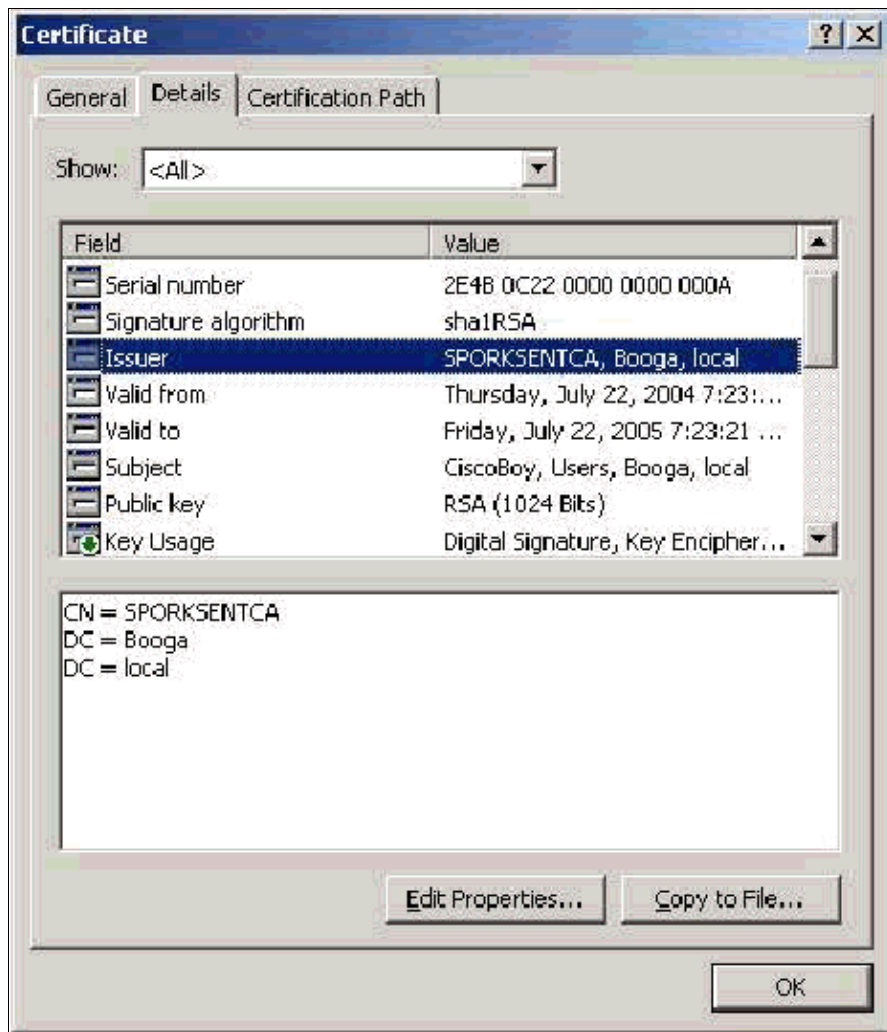 Certificate
General Details Certification Path
Show: <All>
Field Value
Serial number 2E4B 0C22 0000 0000 000A
Signature algorithm sha1RSA
Issuer SPORKSENTCA, Booga, local
Valid from Thursday, July 22, 2004 7:23:...
Valid to Friday, July 22, 2005 7:23:21 ...
Subject CiscoBoy, Users, Booga, local
Public key RSA (1024 Bits)
Key Usage Digital Signature, Key Encipher...
CN = SPORKSENTCA
DC = Booga
DC = local
Edit Properties... Copy to File...
OK